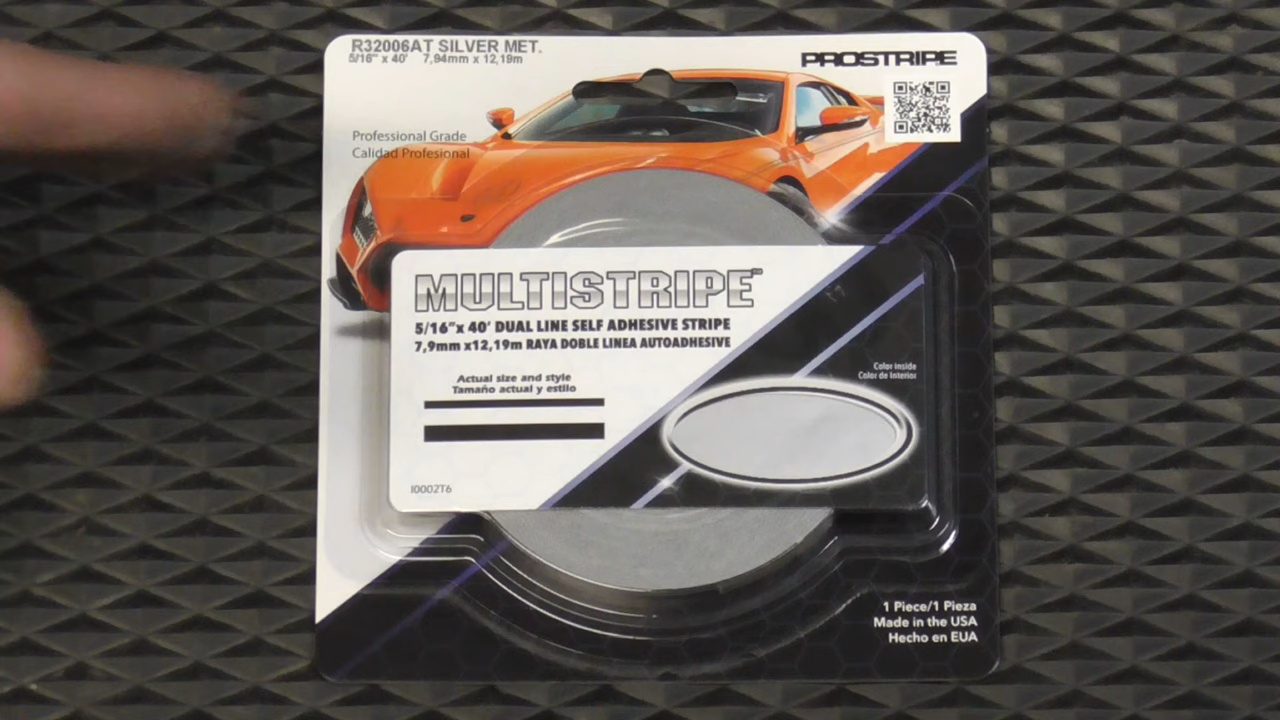 R32006AT SILVER MET.
5/16" x 40' 7,94mm x 12,19m
PROSTRIPE
Professional Grade
Calidad Profesional
MULTISTRIPE™
5/16"x 40' DUAL LINE SELF ADHESIVE STRIPE
7,9mm x12,19m RAYA DOBLE LINEA AUTOADHESIVE
Color inside
Color de Interior
Actual size and style
Tamaño actual y estilo
I0002T6
1 Piece/1 Pieza
Made in the USA
Hecho en EUA